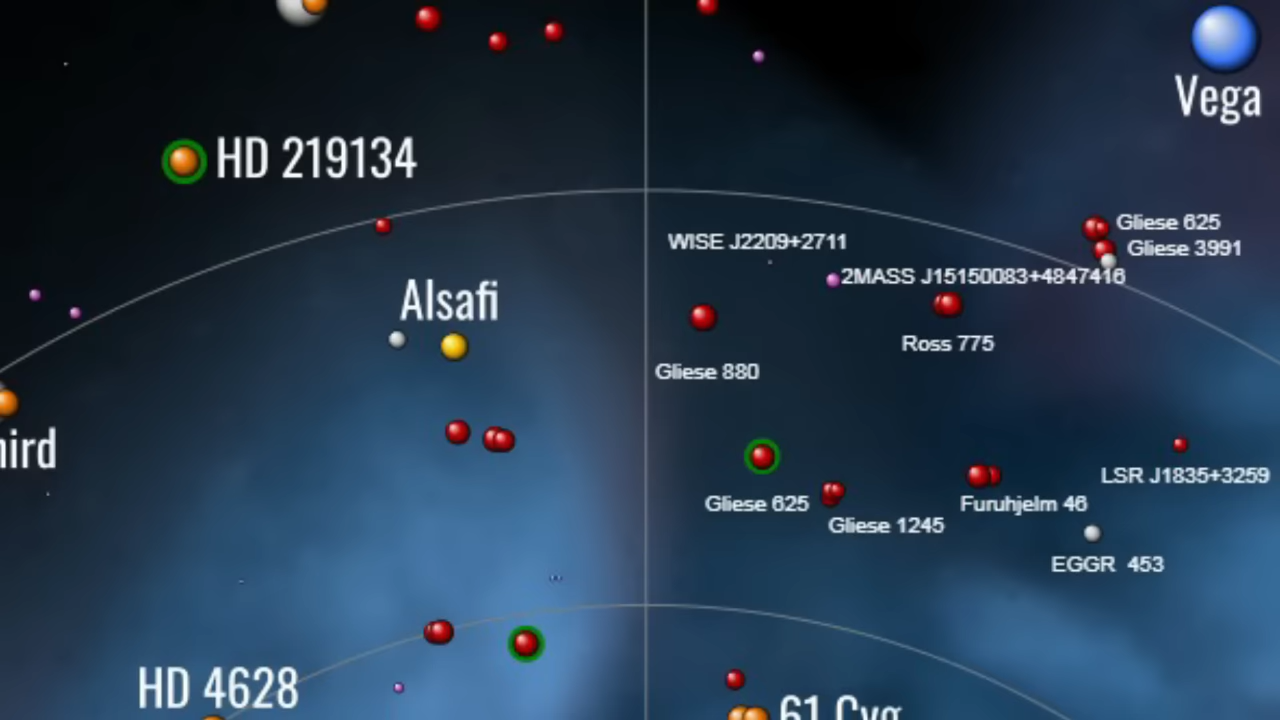 Vega
HD 219134
Gliese 625
WISE J2209+2711
Gliese 3991
2MASS J15150083+4847416
Alsafi
Ross 775
Gliese 880
hird
LSR J1835+3259
Gliese 625
Furuhjelm 46
Gliese 1245
EGGR 453
HD 4628
61 Cyg